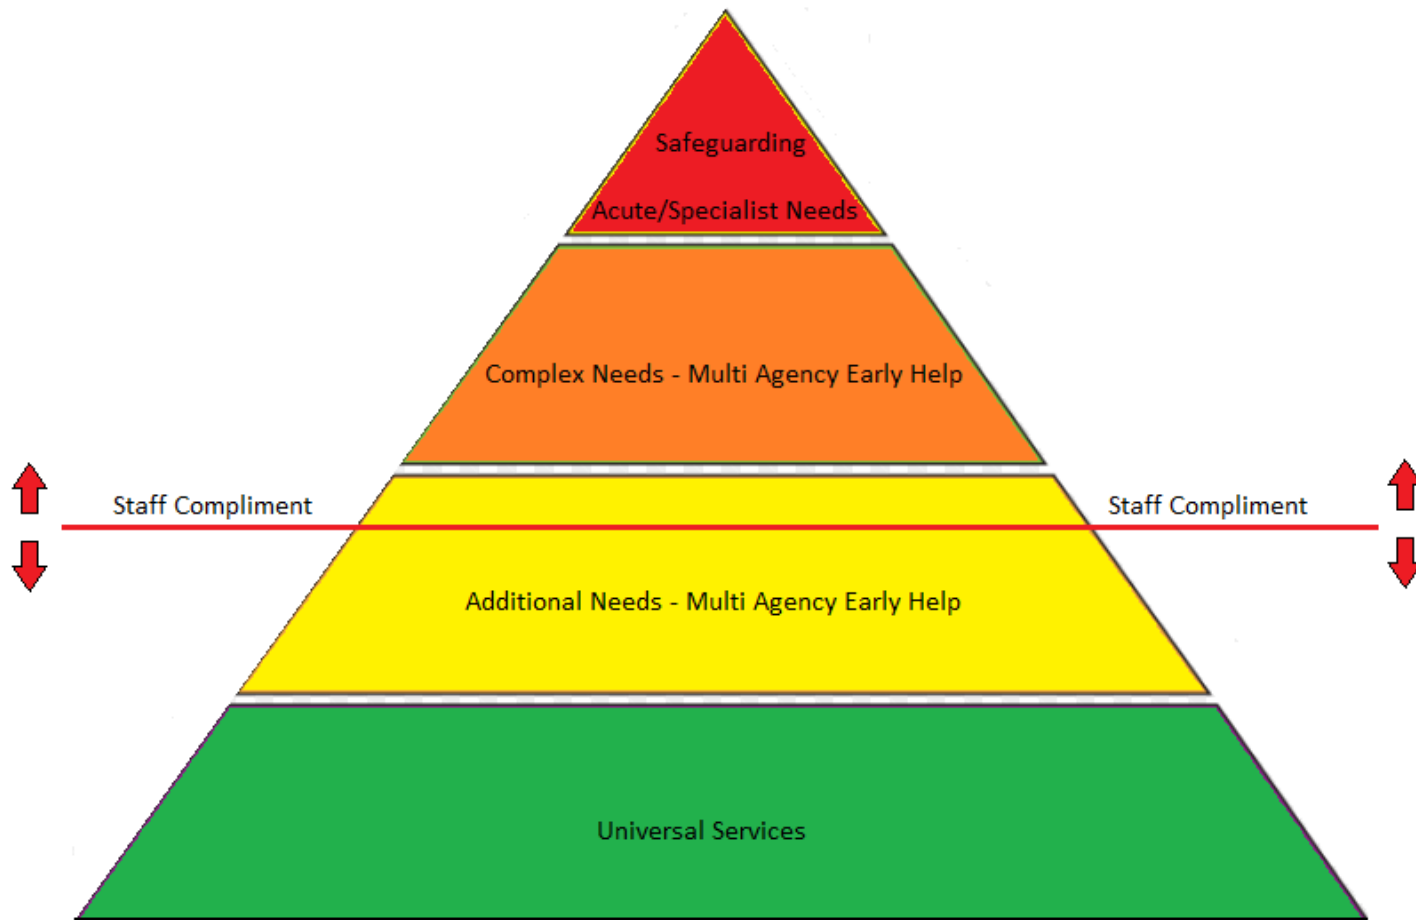 Safeguarding
Acute/Specialist Needs
Complex Needs - Multi Agency Early Help
Staff Compliment
Staff Compliment
Additional Needs - Multi Agency Early Help
Universal Services